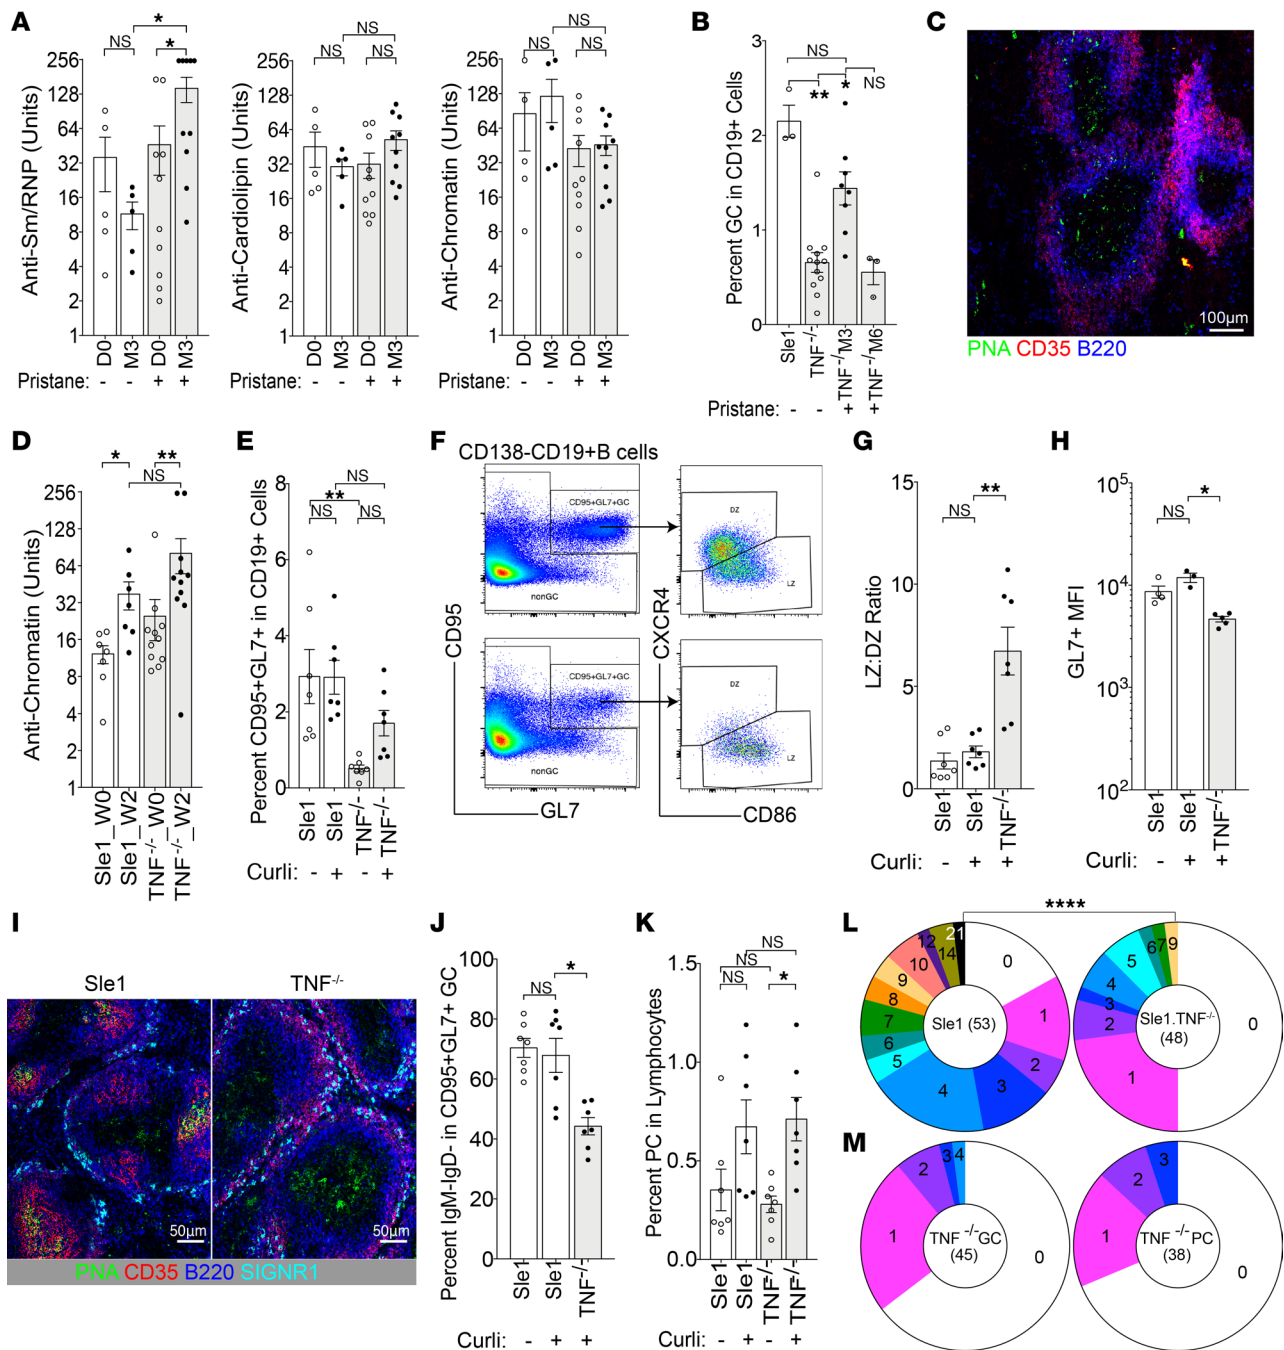 A
Anti-Sm/RNP (Units)
256
128
64
32
16
8
4
2
1
NS
*
*
D0
M3
D0
M3
Pristane: - - + +
Anti-Cardiolipin (Units)
256
128
64
32
16
8
4
2
1
NS
NS
NS
D0
M3
D0
M3
- - + +
Anti-Chromatin (Units)
256
128
64
32
16
8
4
2
1
NS
NS
NS
D0
M3
D0
M3
- - + +
B
Percent GC in CD19+ Cells
3
2
1
0
NS
**
*
NS
Sle1
TNF-/-
TNF-/-M3
TNF-/-M6
Pristane: - - + +
C
100µm
PNA CD35 B220
D
Anti-Chromatin (Units)
256
128
64
32
16
8
4
2
1
*
**
NS
Sle1_W0
Sle1_W2
TNF-/-_W0
TNF-/-_W2
E
Percent CD95+GL7+ in CD19+ Cells
8
6
4
2
0
NS
**
NS
NS
Sle1
Sle1
TNF-/-
TNF-/-
Curli: - + - +
F
CD138-CD19+B cells
CD95+GL7+GC
nonGC
DZ
LZ
CD95+GL7+GC
nonGC
DZ
LZ
CD95
GL7
CXCR4
CD86
G
LZ:DZ Ratio
15
10
5
0
NS
**
Sle1
Sle1
TNF-/-
Curli: - + +
H
GL7+ MFI
10⁵
10⁴
10³
10²
NS
*
Sle1
Sle1
TNF-/-
- + +
I
Sle1
TNF-/-
50µm
50µm
PNA CD35 B220 SIGNR1
J
Percent IgM-IgD- in CD95+GL7+ GC
100
80
60
40
20
0
NS
*
Sle1
Sle1
TNF-/-
Curli: - + +
K
Percent PC in Lymphocytes
1.5
1.0
0.5
0.0
NS
NS
NS
*
Sle1
Sle1
TNF-/-
TNF-/-
- + - +
L
****
0
1
2
3
4
5
6
7
8
9
10
12
14
21
Sle1 (53)
0
1
2
3
4
5
6
7
9
Sle1.TNF-/-
(48)
M
0
1
2
3
4
TNF-/-GC
(45)
0
1
2
3
TNF-/-PC
(38)